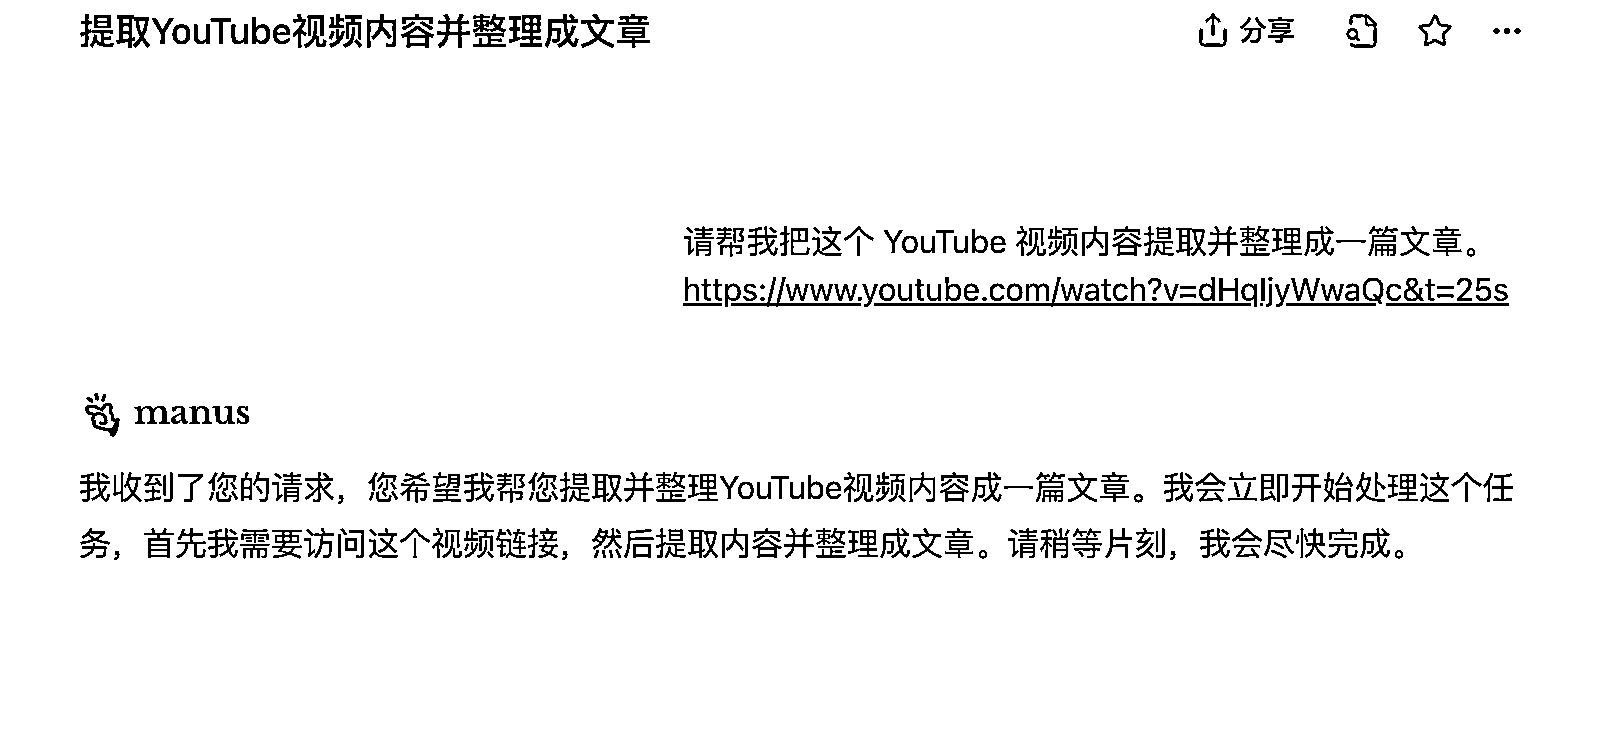 提取YouTube视频内容并整理成文章
分享
请帮我把这个 YouTube 视频内容提取并整理成一篇文章。
https://www.youtube.com/watch?v=dHqIjyWwaQc&t=25s
manus
我收到了您的请求，您希望我帮您提取并整理YouTube视频内容成一篇文章。我会立即开始处理这个任
务，首先我需要访问这个视频链接，然后提取内容并整理成文章。请稍等片刻，我会尽快完成。